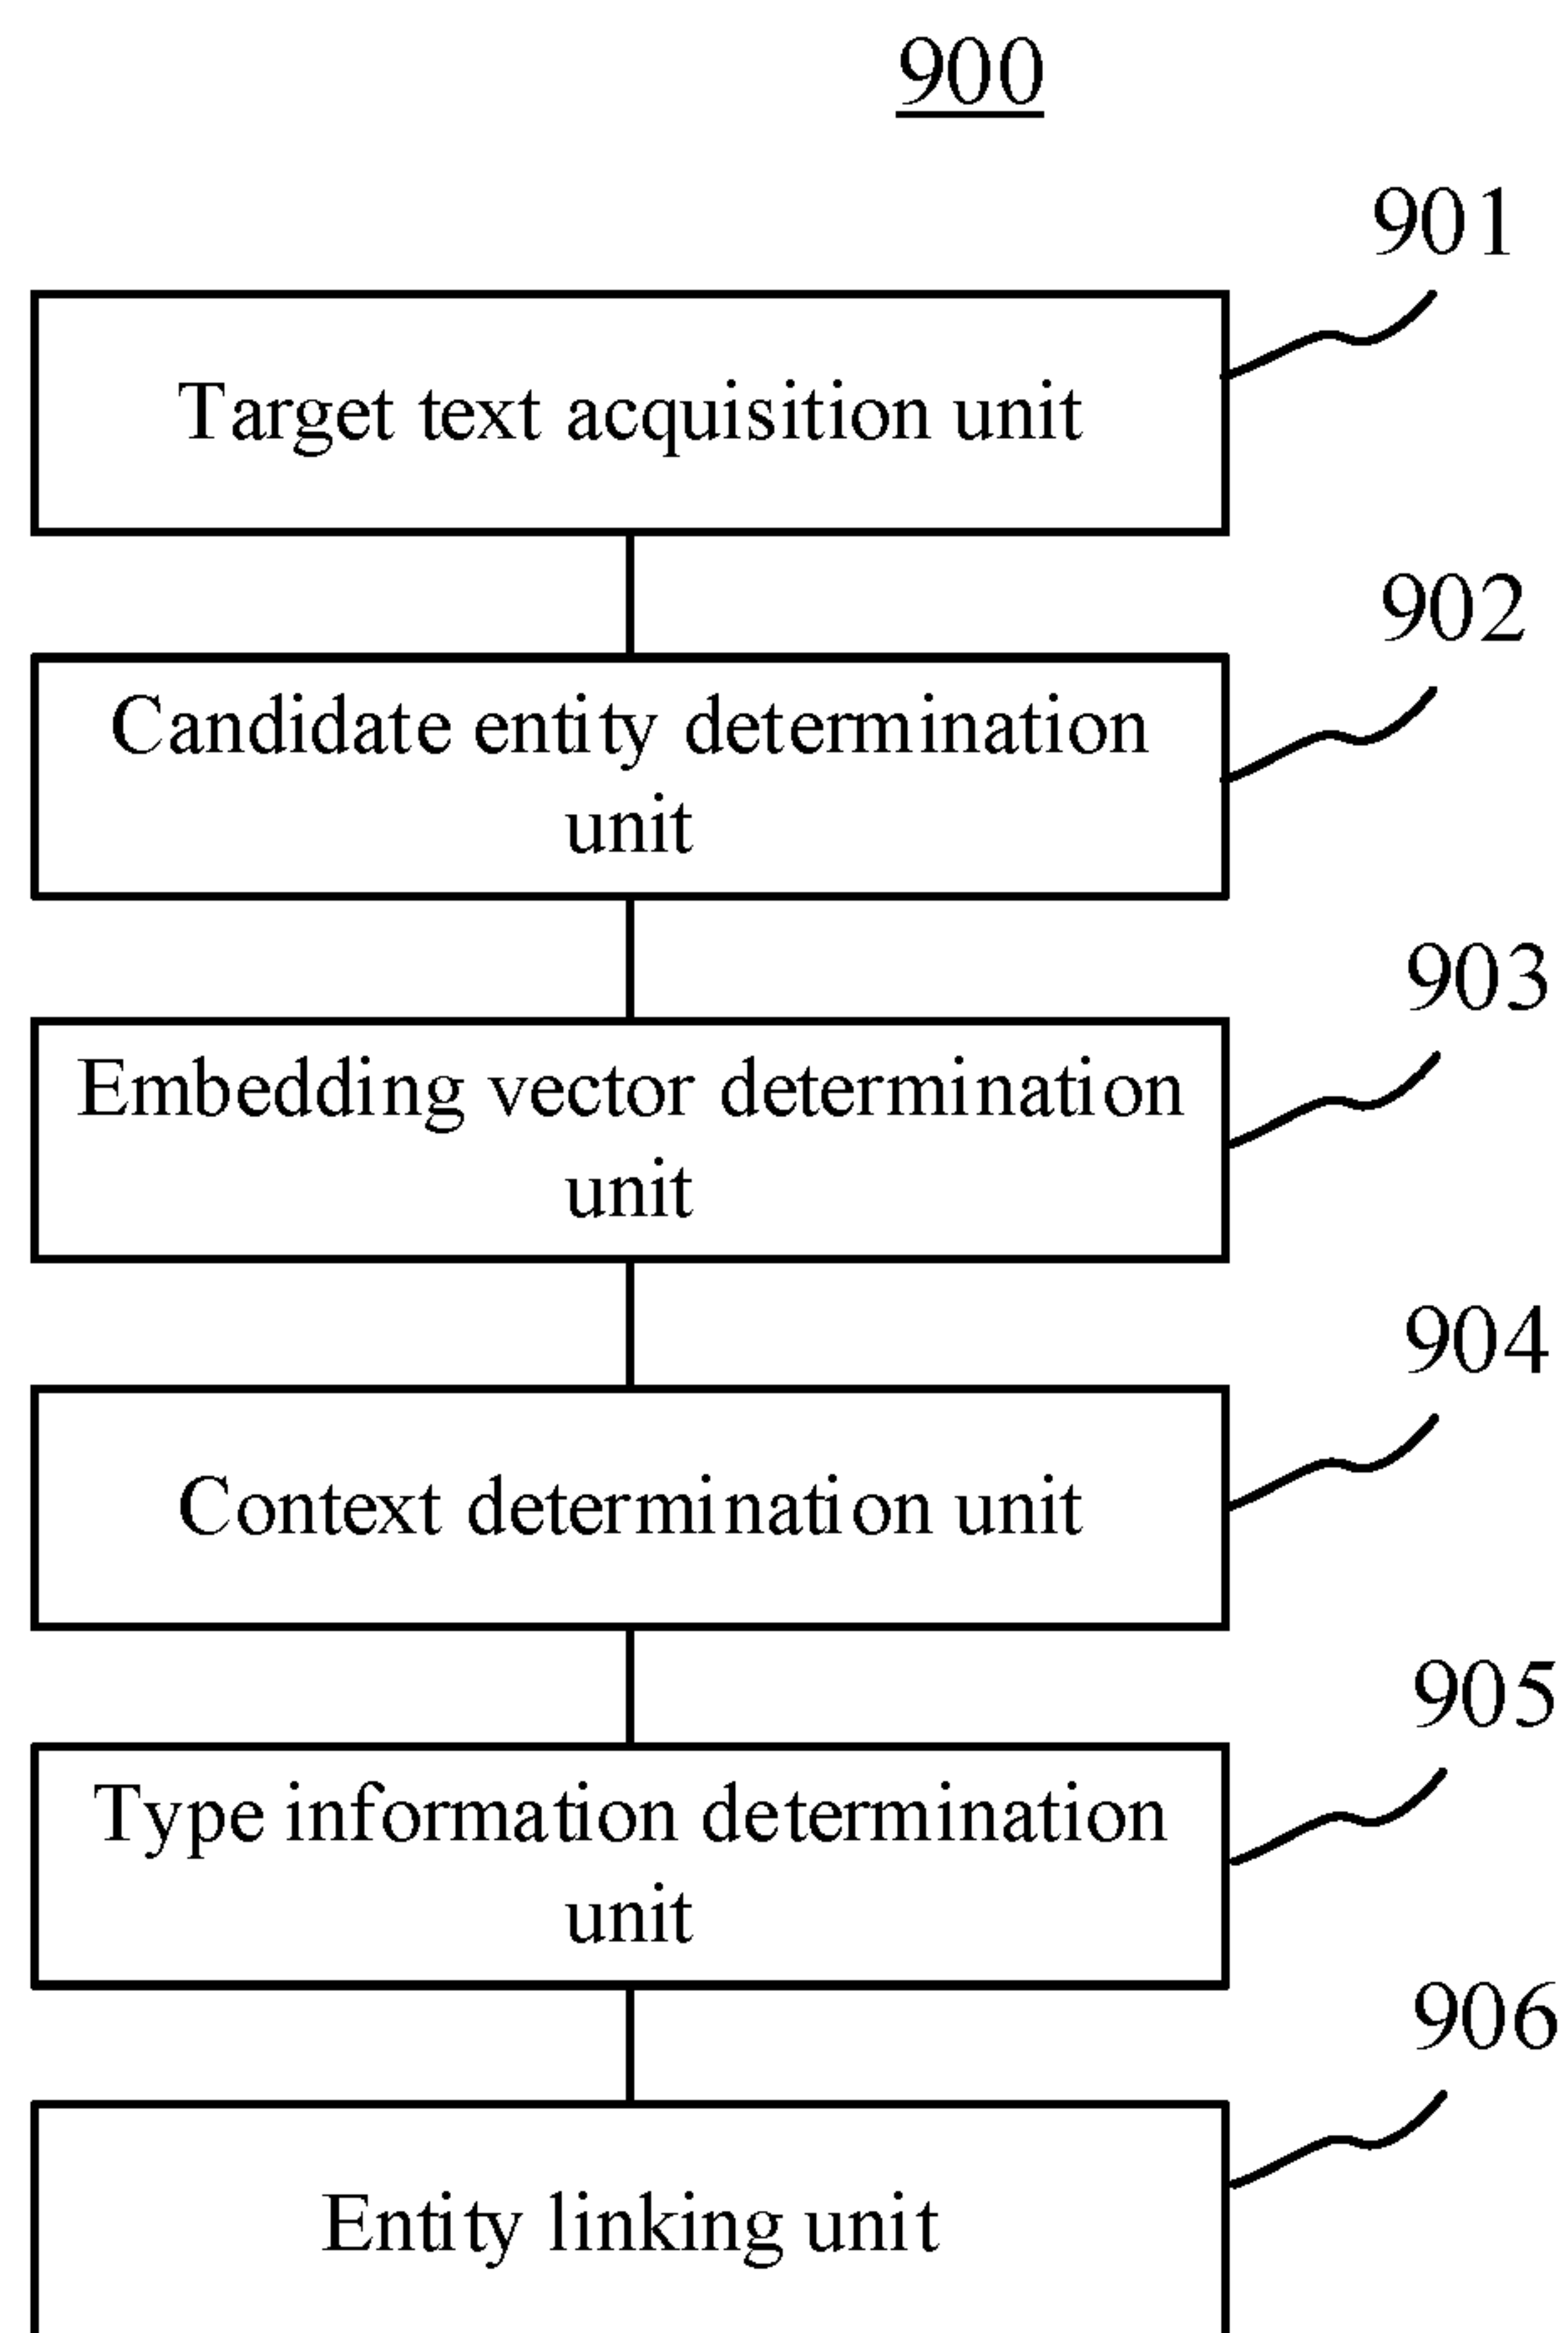 900
901
Target text acquisition unit
902
Candidate entity determination
unit
903
Embedding vector determination
unit
904
Context determination unit
905
Type information determination
unit
906
Entity linking unit